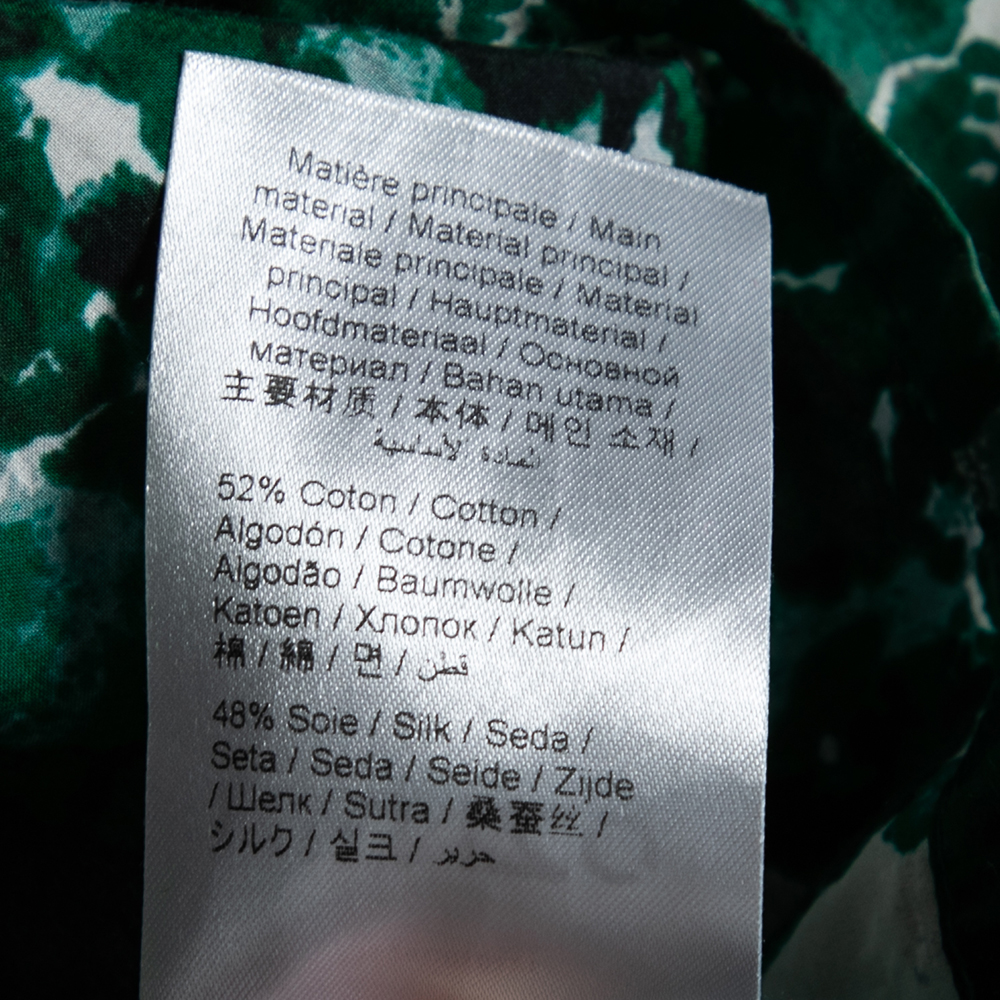 Matière principale / Main
material / Material principal /
Materiale principale / Material
principal / Hauptmaterial /
Hoofdmateriaal / Основной
материал / Bahan utama /
主要材质 / 本体 / 메인 소재 /
المادة الأساسية
52% Coton / Cotton /
Algodón / Cotone /
Algodão / Baumwolle /
Katoen / Хлопок / Katun /
棉 / 綿 / 면 / قطن
48% Soie / Silk / Seda /
Seta / Seda / Seide / Zijde
/ Шелк / Sutra / 桑蚕丝 /
シルク / 실크 / حرير